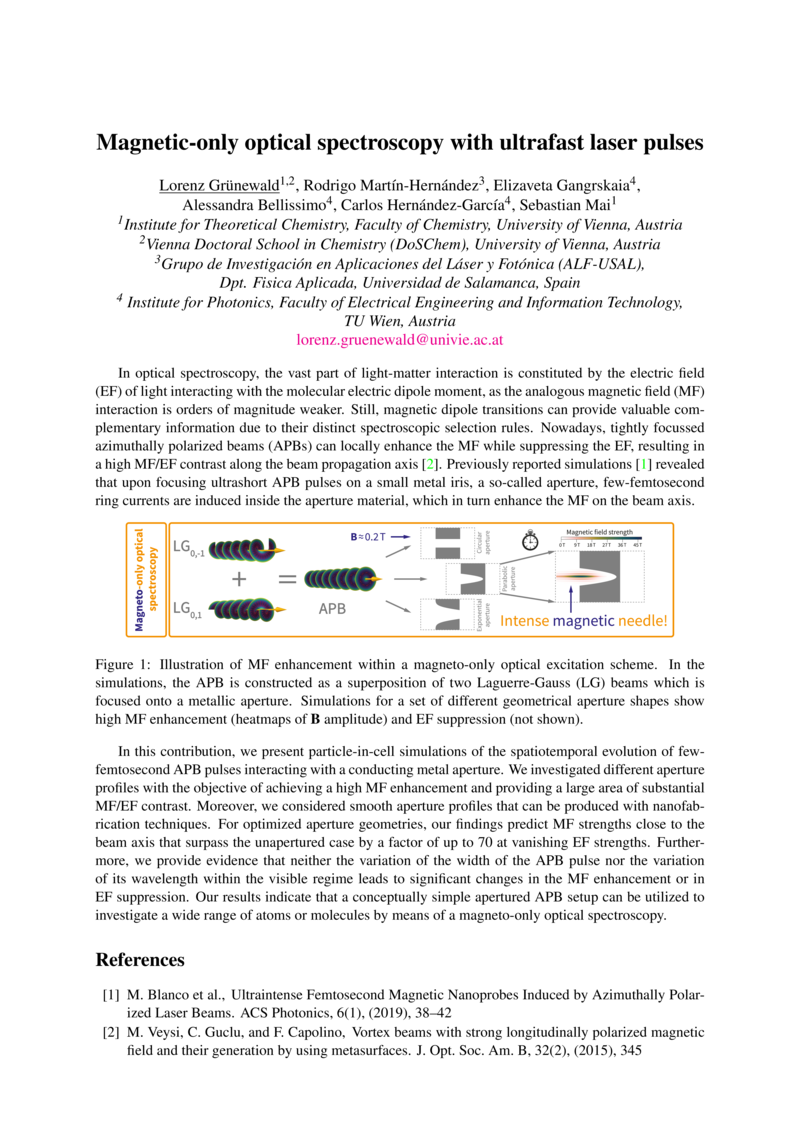 Magnetic-only optical spectroscopy with ultrafast laser pulses
Lorenz Grünewald1,2, Rodrigo Martín-Hernández3, Elizaveta Gangrskaia4,
Alessandra Bellissimo4, Carlos Hernández-García4, Sebastian Mai1
1Institute for Theoretical Chemistry, Faculty of Chemistry, University of Vienna, Austria
2Vienna Doctoral School in Chemistry (DoSChem), University of Vienna, Austria
3Grupo de Investigación en Aplicaciones del Láser y Fotónica (ALF-USAL),
Dpt. Fisica Aplicada, Universidad de Salamanca, Spain
4 Institute for Photonics, Faculty of Electrical Engineering and Information Technology,
TU Wien, Austria
lorenz.gruenewald@univie.ac.at
In optical spectroscopy, the vast part of light-matter interaction is constituted by the electric field
(EF) of light interacting with the molecular electric dipole moment, as the analogous magnetic field (MF)
interaction is orders of magnitude weaker. Still, magnetic dipole transitions can provide valuable com-
plementary information due to their distinct spectroscopic selection rules. Nowadays, tightly focussed
azimuthally polarized beams (APBs) can locally enhance the MF while suppressing the EF, resulting in
a high MF/EF contrast along the beam propagation axis [2]. Previously reported simulations [1] revealed
that upon focusing ultrashort APB pulses on a small metal iris, a so-called aperture, few-femtosecond
ring currents are induced inside the aperture material, which in turn enhance the MF on the beam axis.
Magneto-only optical
spectroscopy
LG0,-1
+
LG0,1
=
APB
B≈0.2T
Circular
aperture
Parabolic
aperture
Exponential
aperture
Magnetic field strength
0T 9T 18T 27T 36T 45T
Intense magnetic needle!
Figure 1: Illustration of MF enhancement within a magneto-only optical excitation scheme. In the
simulations, the APB is constructed as a superposition of two Laguerre-Gauss (LG) beams which is
focused onto a metallic aperture. Simulations for a set of different geometrical aperture shapes show
high MF enhancement (heatmaps of B amplitude) and EF suppression (not shown).
In this contribution, we present particle-in-cell simulations of the spatiotemporal evolution of few-
femtosecond APB pulses interacting with a conducting metal aperture. We investigated different aperture
profiles with the objective of achieving a high MF enhancement and providing a large area of substantial
MF/EF contrast. Moreover, we considered smooth aperture profiles that can be produced with nanofab-
rication techniques. For optimized aperture geometries, our findings predict MF strengths close to the
beam axis that surpass the unapertured case by a factor of up to 70 at vanishing EF strengths. Further-
more, we provide evidence that neither the variation of the width of the APB pulse nor the variation
of its wavelength within the visible regime leads to significant changes in the MF enhancement or in
EF suppression. Our results indicate that a conceptually simple apertured APB setup can be utilized to
investigate a wide range of atoms or molecules by means of a magneto-only optical spectroscopy.
References
[1] M. Blanco et al., Ultraintense Femtosecond Magnetic Nanoprobes Induced by Azimuthally Polar-
ized Laser Beams. ACS Photonics, 6(1), (2019), 38–42
[2] M. Veysi, C. Guclu, and F. Capolino, Vortex beams with strong longitudinally polarized magnetic
field and their generation by using metasurfaces. J. Opt. Soc. Am. B, 32(2), (2015), 345